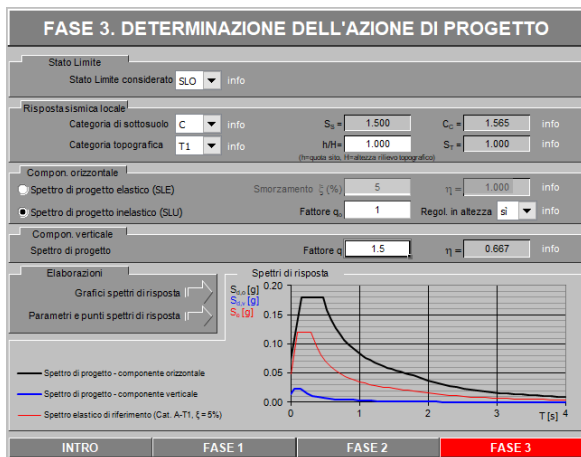 FASE 3. DETERMINAZIONE DELL'AZIONE DI PROGETTO
Stato Limite
Stato Limite considerato SLO info
Risposta sismica locale
Categoria di sottosuolo C info SS = 1.500 CC = 1.565 info
Categoria topografica T1 info h/H= 1.000 ST = 1.000 info
(h=quota sito, H=altezza rilievo topografico)
Compon. orizzontale
Spettro di progetto elastico (SLE) Smorzamento ξ (%) 5 η = 1.000 info
Spettro di progetto inelastico (SLU) Fattore qo 1 Regol. in altezza sì info
Compon. verticale
Spettro di progetto Fattore q 1.5 η = 0.667 info
Elaborazioni
Grafici spettri di risposta
Parametri e punti spettri di risposta
Spettri di risposta
Sd,o [g]
Sd,v [g]
Se [g]
0.20
0.15
0.10
0.05
0.00
0 1 2 3 4
T [s]
Spettro di progetto - componente orizzontale
Spettro di progetto - componente verticale
Spettro elastico di riferimento (Cat. A-T1, ξ = 5%)
INTRO FASE 1 FASE 2 FASE 3